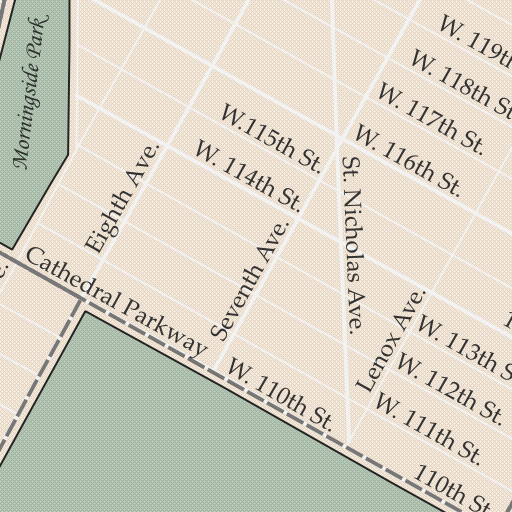 Morningside Park
W. 119th
W. 118th St.
W. 117th St.
W. 116th St.
W.115th St.
W. 114th St.
Eighth Ave.
St. Nicholas Ave.
Seventh Ave.
Cathedral Parkway
Lenox Ave.
W. 113th S
W. 112th St.
W. 110th St.
W. 111th St.
110th St.